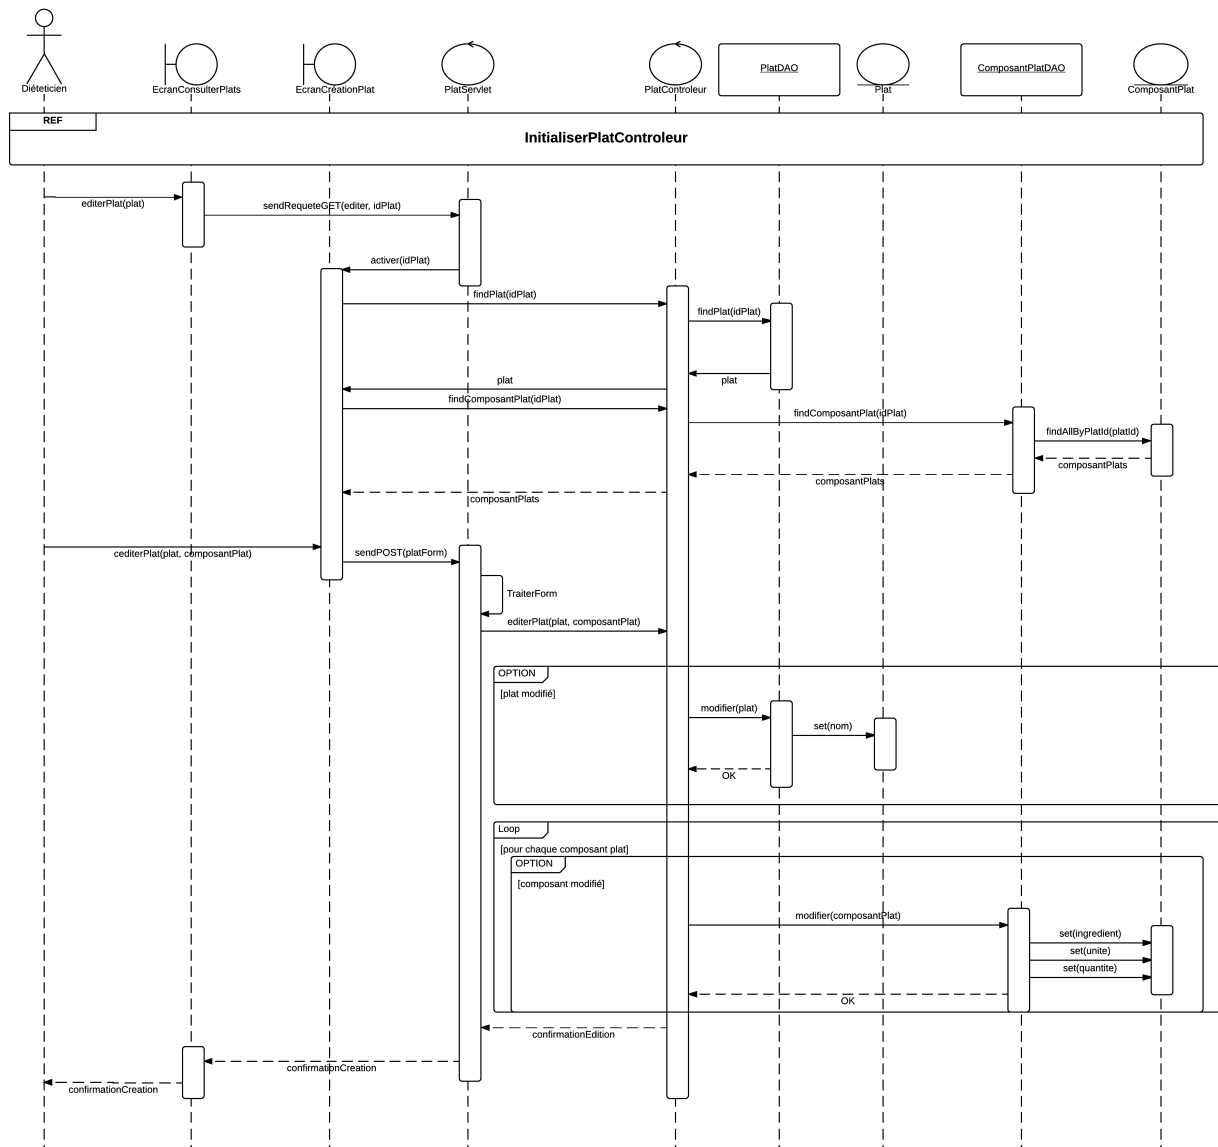 Diéteticien
EcranConsulterPlats
EcranCréationPlat
PlatServlet
PlatControleur
PlatDAO
Plat
ComposantPlatDAO
ComposantPlat
REF
InitialiserPlatControleur
editerPlat(plat)
sendRequeteGET(editer, idPlat)
activer(idPlat)
findPlat(idPlat)
findPlat(idPlat)
plat
plat
findComposantPlat(idPlat)
findComposantPlat(idPlat)
findAllByPlatId(platId)
composantPlats
composantPlats
composantPlats
cediterPlat(plat, composantPlat)
sendPOST(platForm)
TraiterForm
editerPlat(plat, composantPlat)
OPTION
[plat modifié]
modifier(plat)
set(nom)
OK
Loop
[pour chaque composant plat]
OPTION
[composant modifié]
modifier(composantPlat)
set(ingredient)
set(unite)
set(quantite)
OK
confirmationEdition
confirmationCreation
confirmationCreation